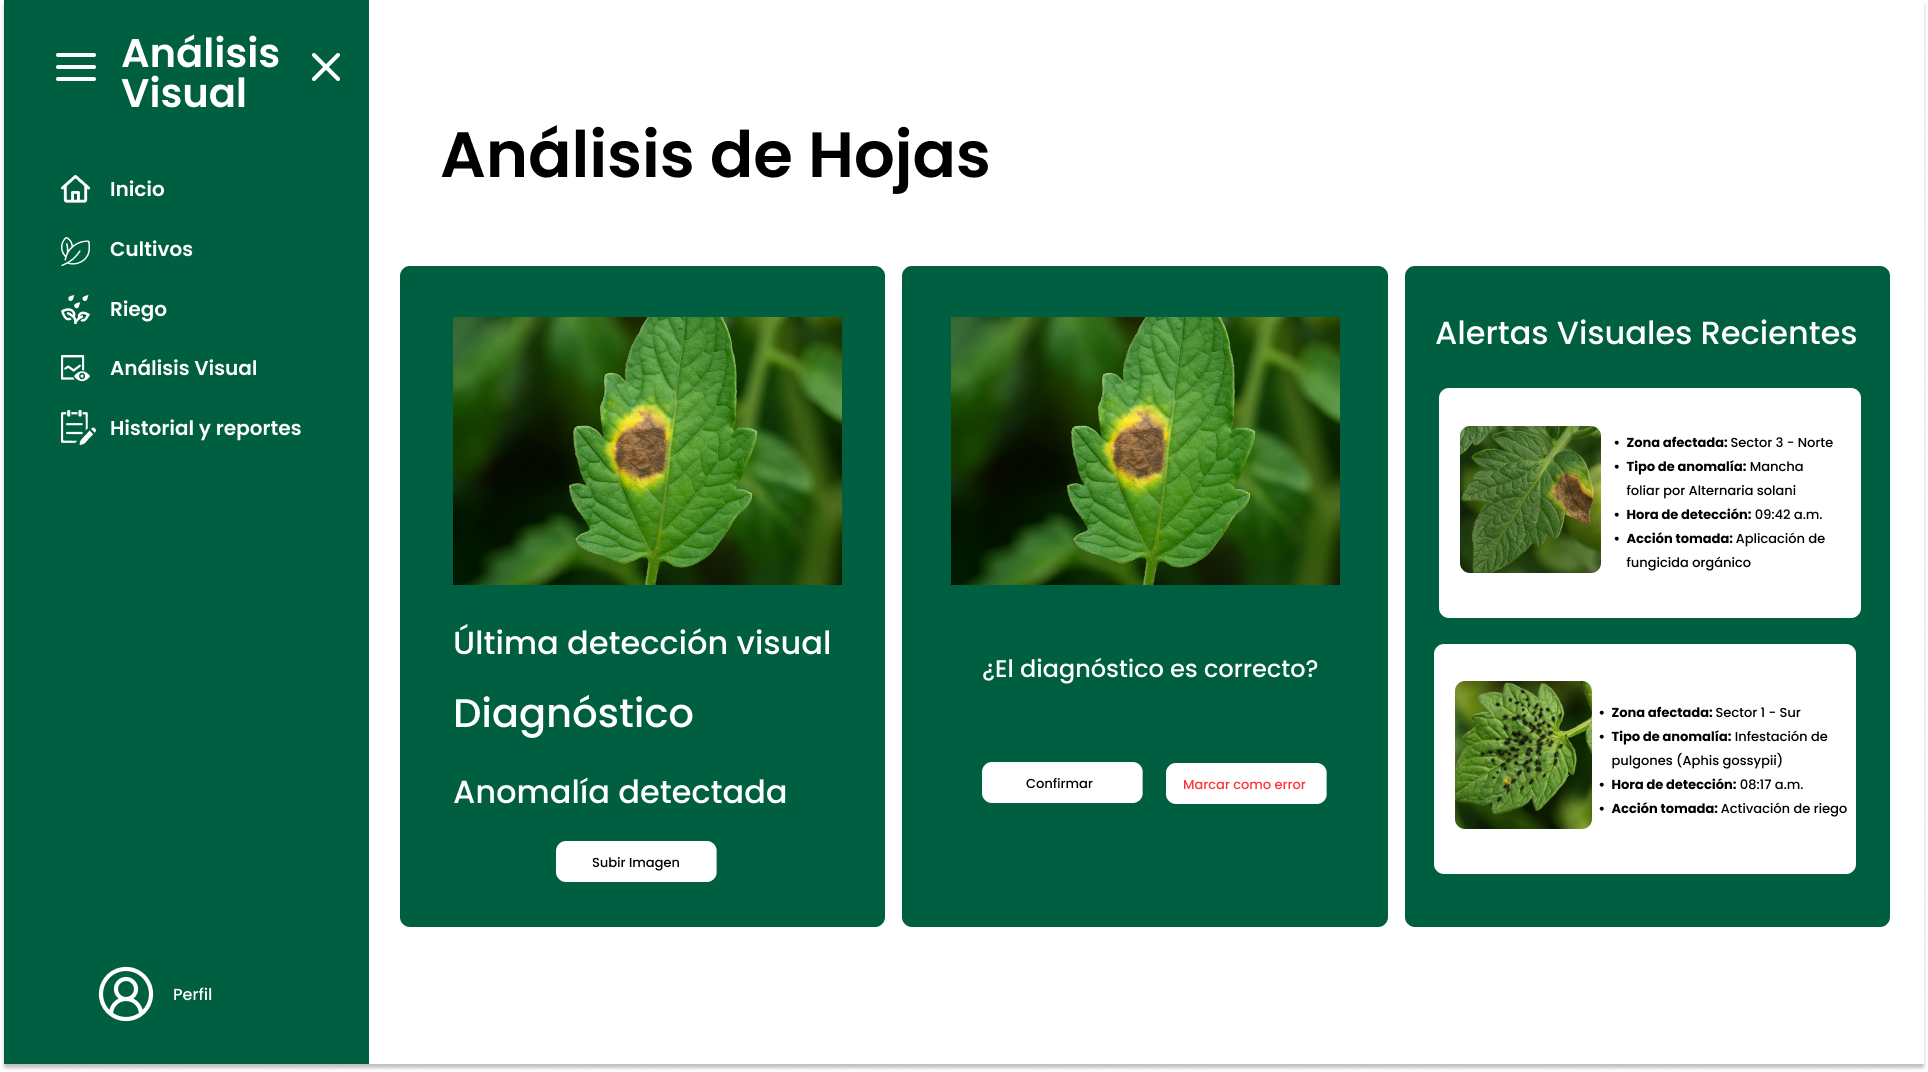 Análisis
Visual
Inicio
Cultivos
Riego
Análisis Visual
Historial y reportes
Perfil
Análisis de Hojas
Última detección visual
Diagnóstico
Anomalía detectada
Subir Imagen
¿El diagnóstico es correcto?
Confirmar
Marcar como error
Alertas Visuales Recientes
• Zona afectada: Sector 3 - Norte
• Tipo de anomalía: Mancha
foliar por Alternaria solani
• Hora de detección: 09:42 a.m.
• Acción tomada: Aplicación de
fungicida orgánico
• Zona afectada: Sector 1 - Sur
• Tipo de anomalía: Infestación de
pulgones (Aphis gossypii)
• Hora de detección: 08:17 a.m.
• Acción tomada: Activación de riego